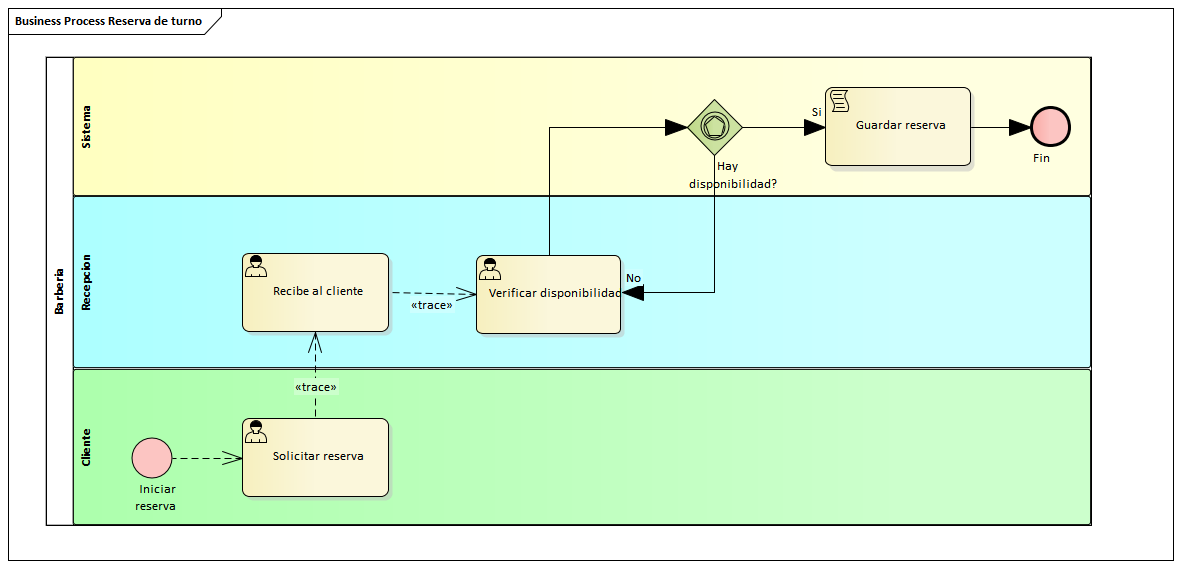 Business Process Reserva de turno
Barberia
Sistema
Si
Guardar reserva
Hay
disponibilidad?
Fin
Recepcion
Recibe al cliente
«trace»
Verificar disponibilidad
No
«trace»
Cliente
Solicitar reserva
Iniciar
reserva